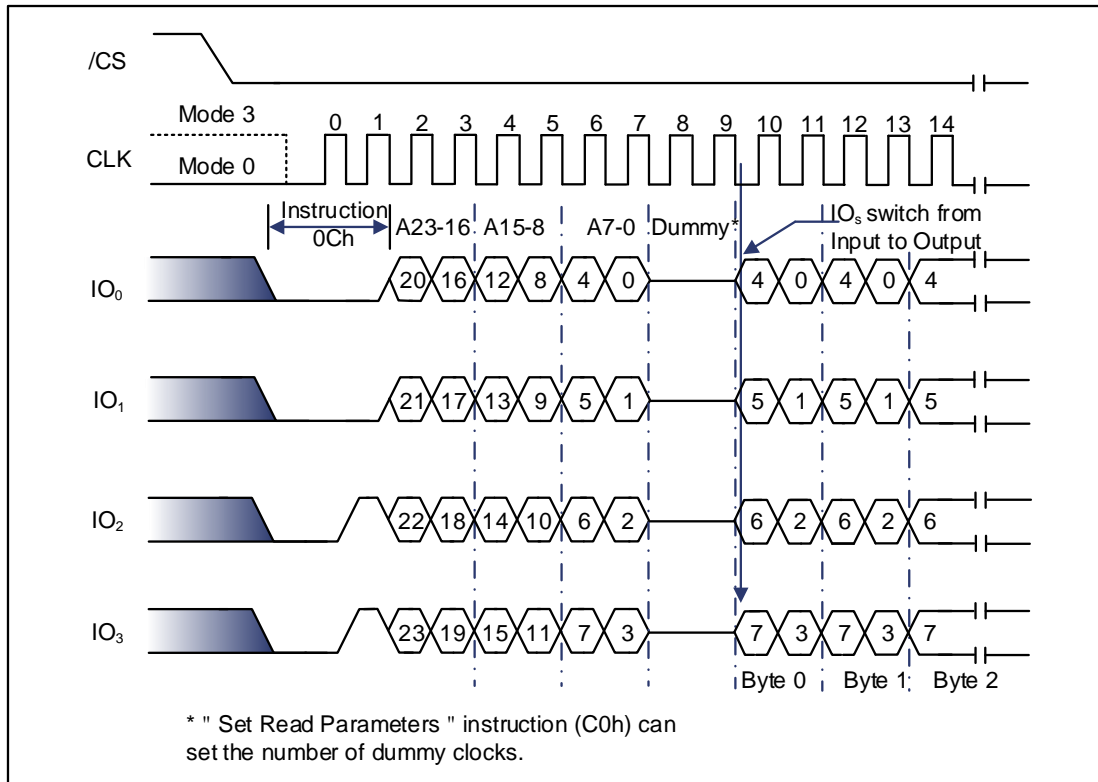 /CS
Mode 3
0 1 2 3 4 5 6 7 8 9 10 11 12 13 14
CLK
Mode 0
Instruction
0Ch
A23-16 A15-8 A7-0 Dummy*
IOs switch from
Input to Output
IO0
20 16 12 8 4 0 4 0 4 0 4
IO1
21 17 13 9 5 1 5 1 5 1 5
IO2
22 18 14 10 6 2 6 2 6 2 6
IO3
23 19 15 11 7 3 7 3 7 3 7
Byte 0 Byte 1 Byte 2
* " Set Read Parameters " instruction (C0h) can
set the number of dummy clocks.